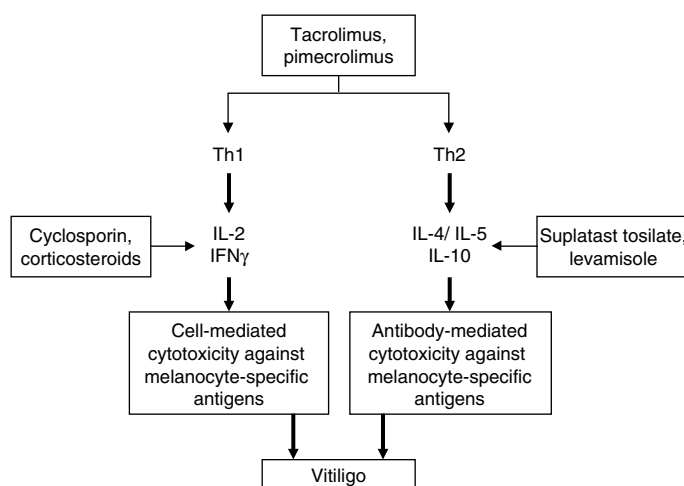 Tacrolimus,
pimecrolimus
Th1
Th2
Cyclosporin,
corticosteroids
IL-2
IFNγ
IL-4/ IL-5
IL-10
Suplatast tosilate,
levamisole
Cell-mediated
cytotoxicity against
melanocyte-specific
antigens
Antibody-mediated
cytotoxicity against
melanocyte-specific
antigens
Vitiligo